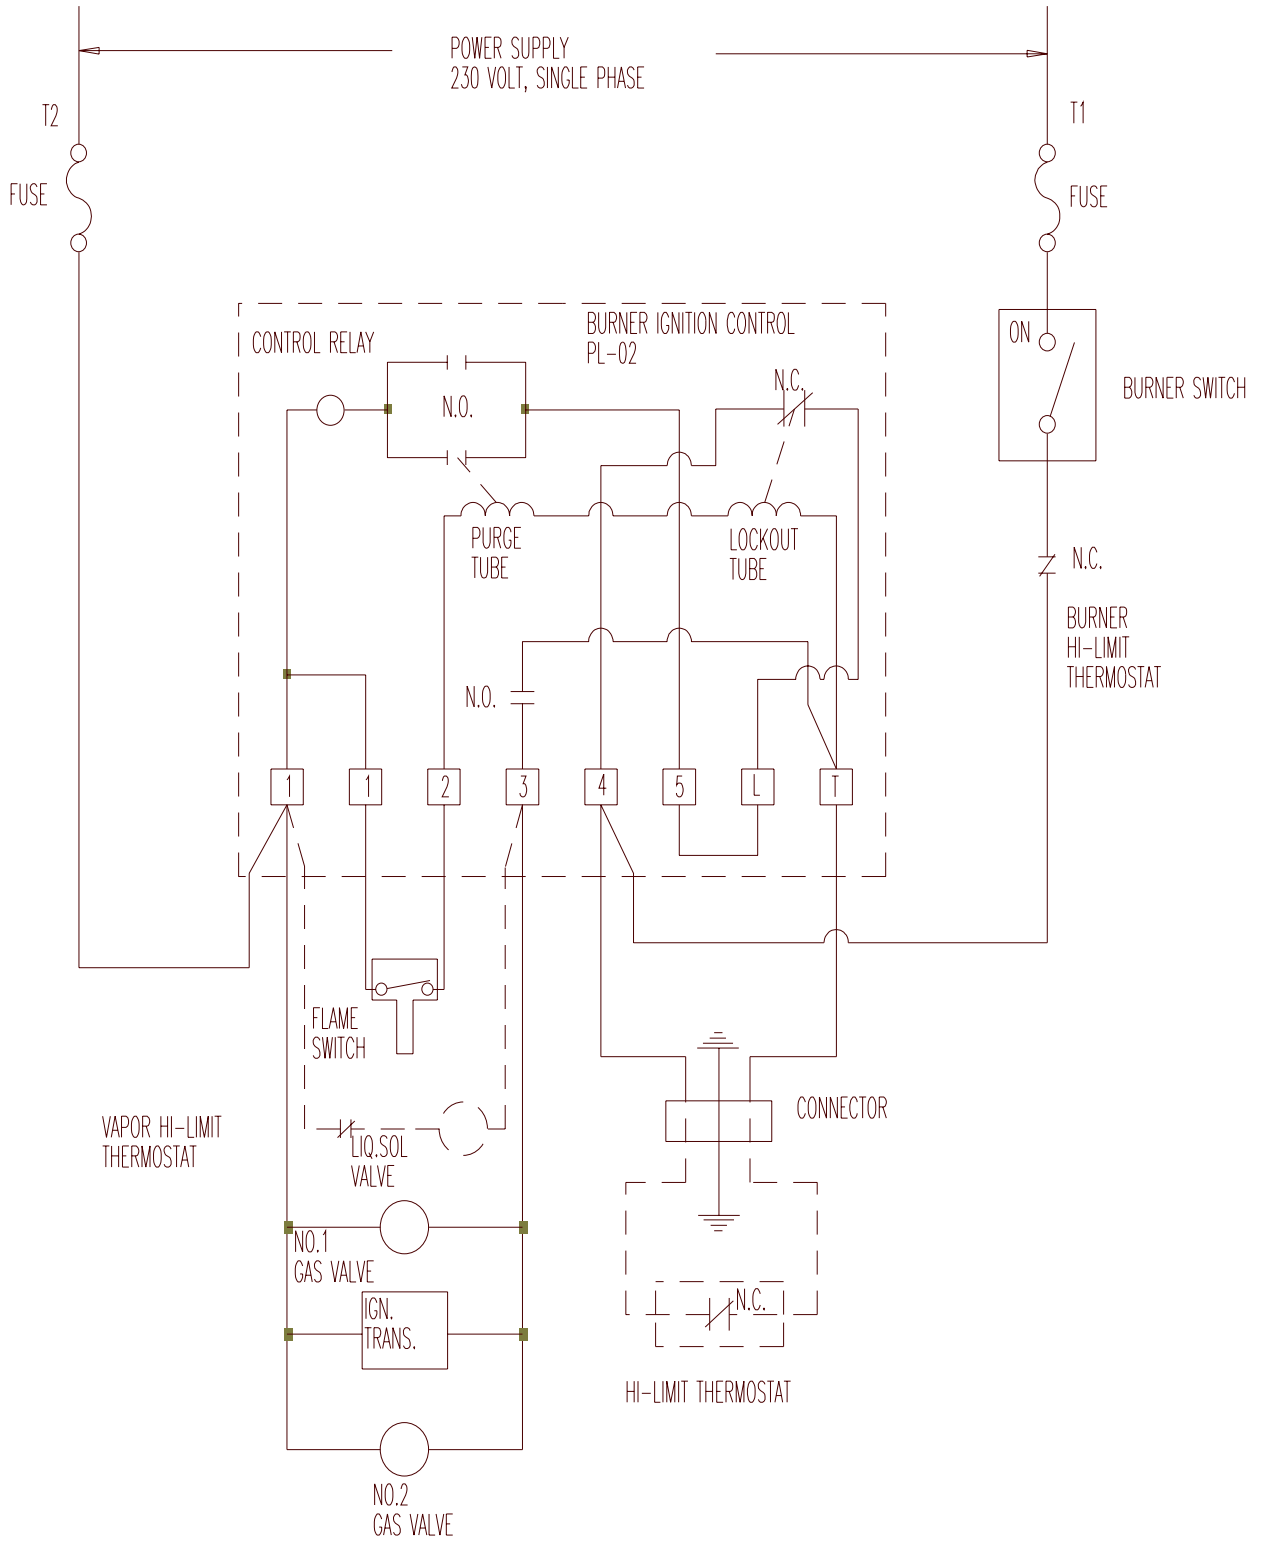 POWER SUPPLY
230 VOLT, SINGLE PHASE
T2
T1
FUSE
FUSE
ON
BURNER SWITCH
CONTROL RELAY
BURNER IGNITION CONTROL
PL-02
N.C.
N.O.
PURGE
TUBE
LOCKOUT
TUBE
N.C.
BURNER
HI-LIMIT
THERMOSTAT
N.O.
1
1
2
3
4
5
L
T
FLAME
SWITCH
VAPOR HI-LIMIT
THERMOSTAT
LIQ.SOL
VALVE
CONNECTOR
NO.1
GAS VALVE
IGN.
TRANS.
N.C.
HI-LIMIT THERMOSTAT
NO.2
GAS VALVE